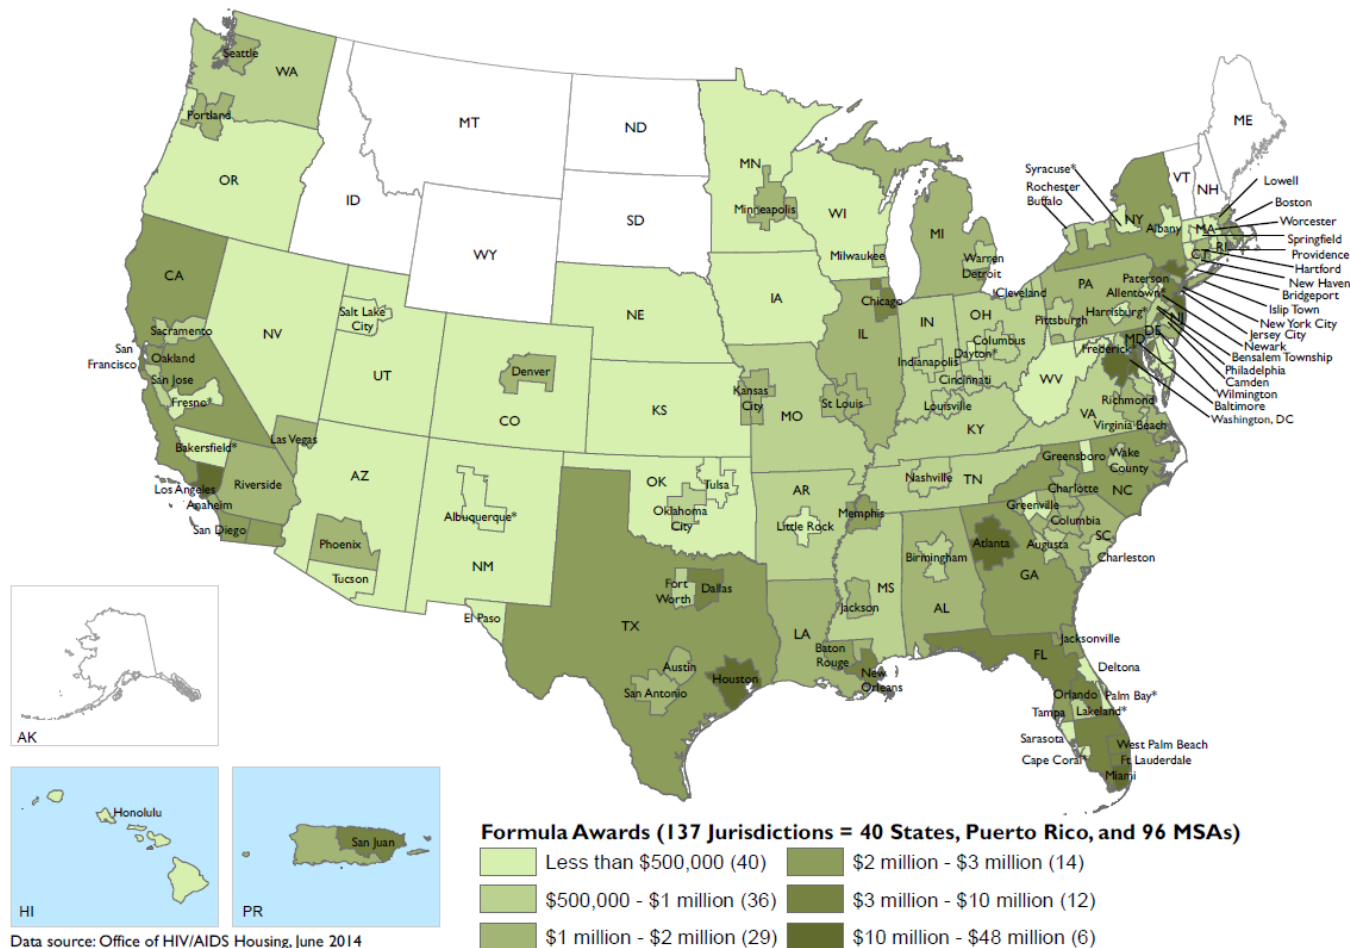 Seattle
WA
Portland
OR
MT
ID
WY
ND
SD
MN
Minneapolis
WI
Milwaukee
MI
Warren
Detroit
ME
VT
NH
Syracuse*
Rochester
Buffalo
NY
Albany
MA
CT
RI
Lowell
Boston
Worcester
Springfield
Providence
Hartford
New Haven
Bridgeport
Islip Town
New York City
Jersey City
Newark
Bensalem Township
Philadelphia
Camden
Wilmington
Baltimore
Washington, DC
Paterson
Allentown*
PA
Harrisburg*
Pittsburgh
NJ
DE
MD
Frederick
CA
Sacramento
San
Francisco
Oakland
San Jose
Fresno*
Bakersfield*
Los Angeles
Riverside
Anaheim
San Diego
NV
Las Vegas
Salt Lake
City
UT
Denver
CO
NE
KS
IA
Chicago
IL
IN
Indianapolis
OH
Cleveland
Columbus
Dayton*
Cincinnati
Louisville
KY
WV
VA
Richmond
Virginia Beach
Kansas
City
MO
St Louis
AZ
Phoenix
Tucson
Albuquerque*
NM
El Paso
OK
Tulsa
Oklahoma
City
AR
Little Rock
Memphis
Nashville
TN
Greensboro
Wake
County
Charlotte
NC
Greenville
Columbia
SC
Augusta
Charleston
Atlanta
GA
Birmingham
AL
MS
Jackson
LA
Baton
Rouge
New
Orleans
TX
Fort
Worth
Dallas
Austin
San Antonio
Houston
Jacksonville
FL
Deltona
Orlando
Palm Bay*
Lakeland*
Tampa
Sarasota
Cape Coral*
West Palm Beach
Ft Lauderdale
Miami
AK
Honolulu
HI
San Juan
PR
Formula Awards (137 Jurisdictions = 40 States, Puerto Rico, and 96 MSAs)
Less than $500,000 (40)
$500,000 - $1 million (36)
$1 million - $2 million (29)
$2 million - $3 million (14)
$3 million - $10 million (12)
$10 million - $48 million (6)
Data source: Office of HIV/AIDS Housing, June 2014